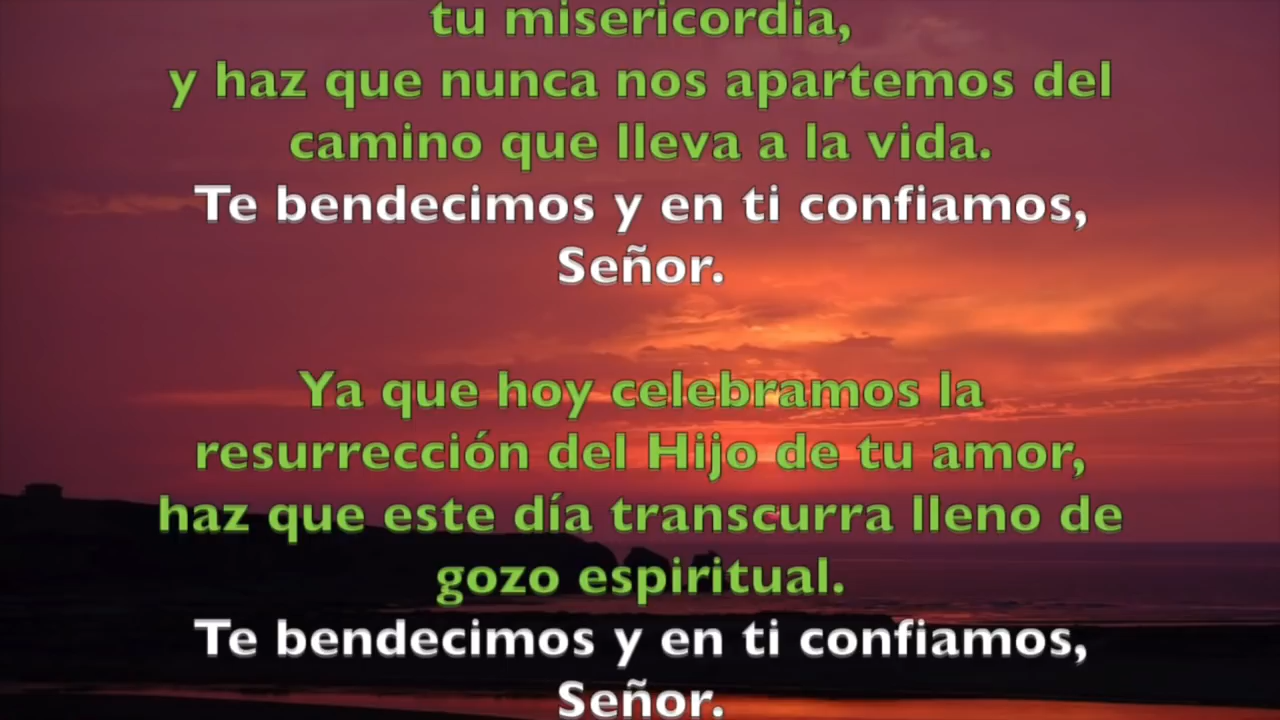 tu misericordia,
y haz que nunca nos apartemos del
camino que lleva a la vida.
Te bendecimos y en ti confiamos,
Señor.
Ya que hoy celebramos la
resurrección del Hijo de tu amor,
haz que este día transcurra lleno de
gozo espiritual.
Te bendecimos y en ti confiamos,
Señor.